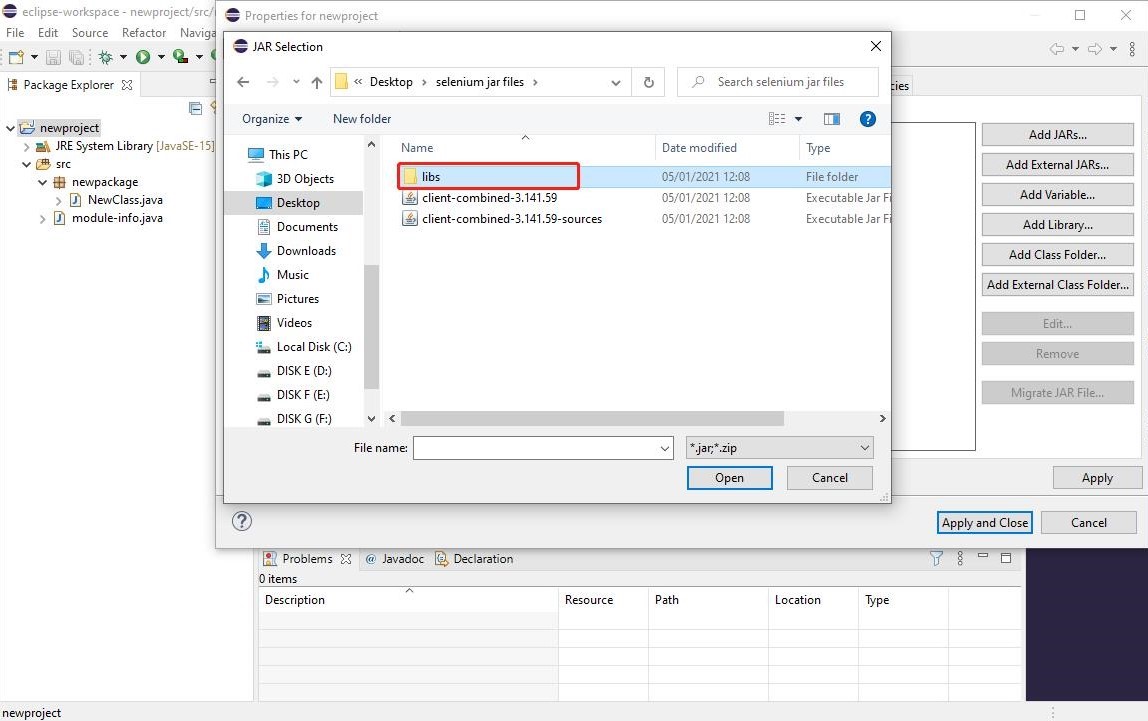 eclipse-workspace - newproject/src/
Properties for newproject
File Edit Source Refactor Naviga
JAR Selection
Package Explorer
Desktop › selenium jar files ›
Search selenium jar files
cies
Organize
New folder
newproject
JRE System Library [JavaSE-15]
src
newpackage
NewClass.java
module-info.java
This PC
3D Objects
Desktop
Documents
Downloads
Music
Pictures
Videos
Local Disk (C:)
DISK E (D:)
DISK F (E:)
DISK G (F:)
Name Date modified Type
libs 05/01/2021 12:08 File folder
client-combined-3.141.59 05/01/2021 12:08 Executable Jar Fi
client-combined-3.141.59-sources 05/01/2021 12:08 Executable Jar Fi
File name:
*.jar;*.zip
Open Cancel
Add JARs...
Add External JARs...
Add Variable...
Add Library...
Add Class Folder...
Add External Class Folder...
Edit...
Remove
Migrate JAR File...
Apply
Apply and Close Cancel
Problems @ Javadoc Declaration
0 items
Description Resource Path Location Type
newproject